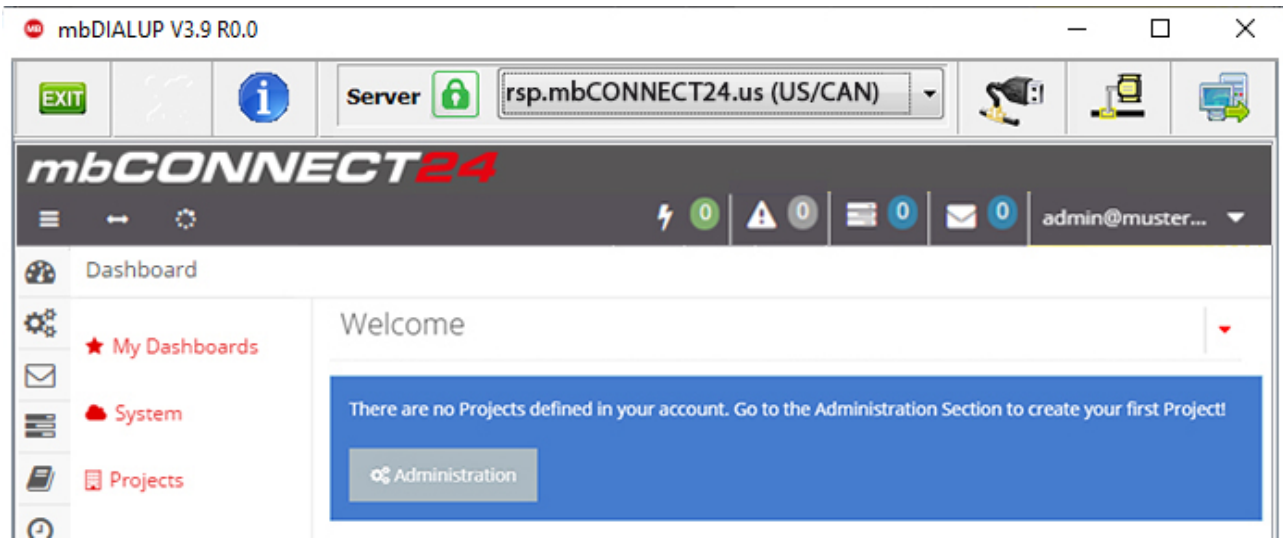 mbDIALUP V3.9 R0.0
EXIT
Server rsp.mbCONNECT24.us (US/CAN)
mbCONNECT24
0 0 0 0 admin@muster...
Dashboard
Welcome
My Dashboards
System
Projects
There are no Projects defined in your account. Go to the Administration Section to create your first Project!
Administration